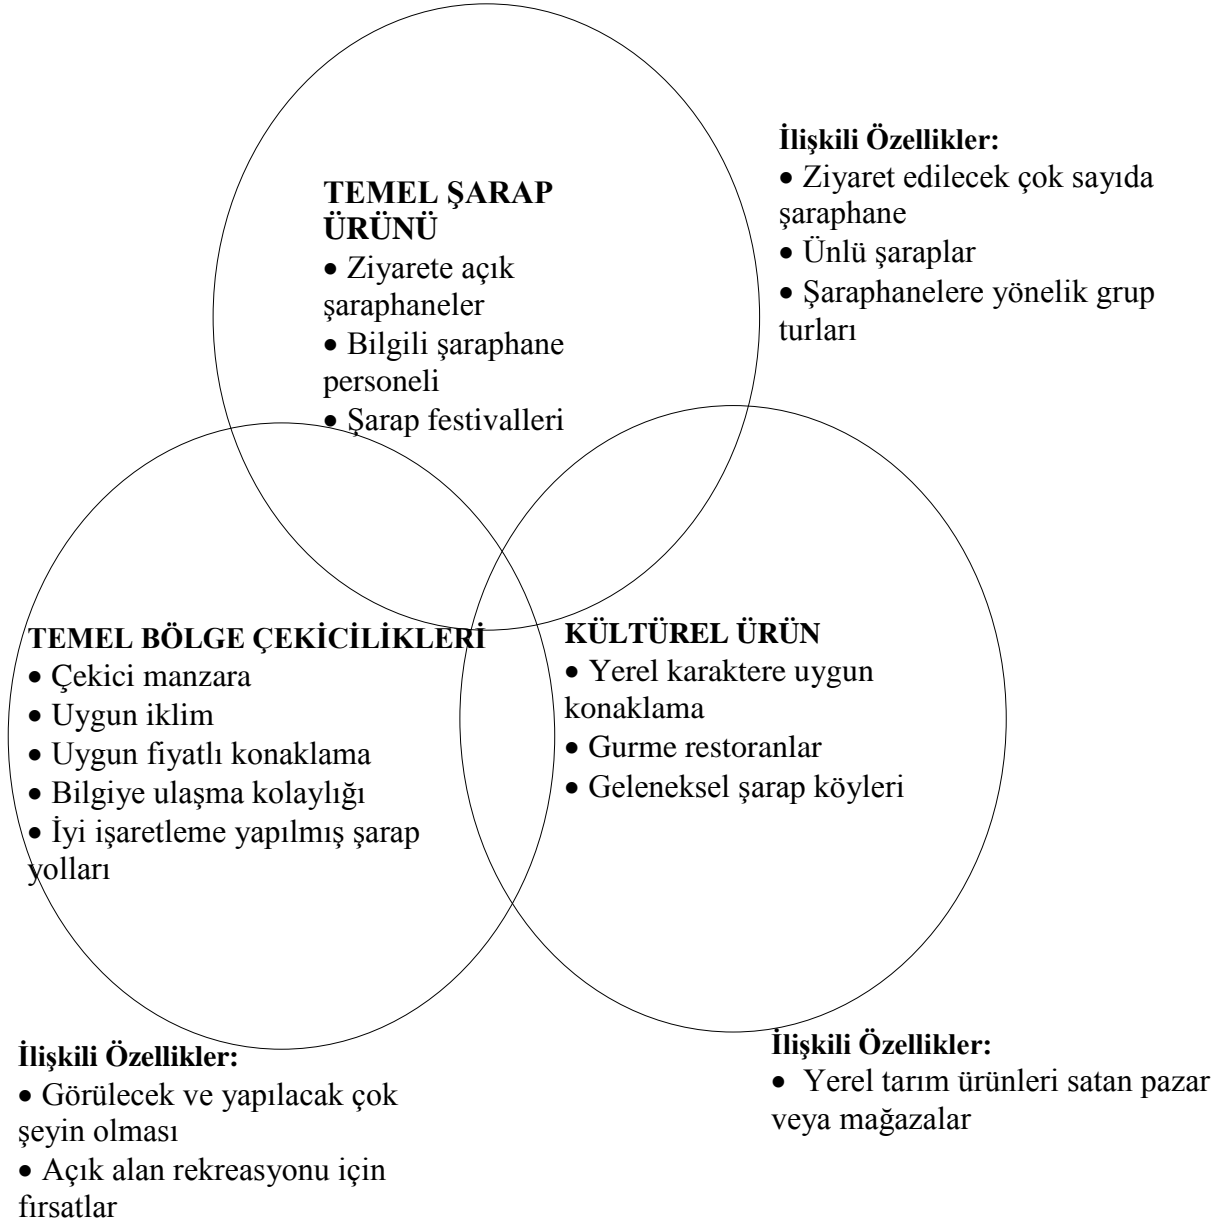 TEMEL ŞARAP
ÜRÜNÜ
• Ziyarete açık
şaraphaneler
• Bilgili şaraphane
personeli
• Şarap festivalleri
İlişkili Özellikler:
• Ziyaret edilecek çok sayıda
şaraphane
• Ünlü şaraplar
• Şaraphanelere yönelik grup
turları
TEMEL BÖLGE ÇEKİCİLİKLERİ
• Çekici manzara
• Uygun iklim
• Uygun fiyatlı konaklama
• Bilgiye ulaşma kolaylığı
• İyi işaretleme yapılmış şarap
yolları
KÜLTÜREL ÜRÜN
• Yerel karaktere uygun
konaklama
• Gurme restoranlar
• Geleneksel şarap köyleri
İlişkili Özellikler:
• Görülecek ve yapılacak çok
şeyin olması
• Açık alan rekreasyonu için
fırsatlar
İlişkili Özellikler:
• Yerel tarım ürünleri satan pazar
veya mağazalar